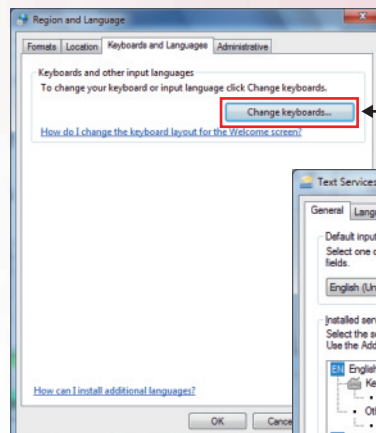 Region and Language
Formats Location Keyboards and Languages Administrative
Keyboards and other input languages
To change your keyboard or input language click Change keyboards.
Change keyboards...
How do I change the keyboard layout for the Welcome screen?
Text Services
General
Default input
Select one
fields.
English
Installed
Select the
Use the
EN English
How can I install additional languages?
OK